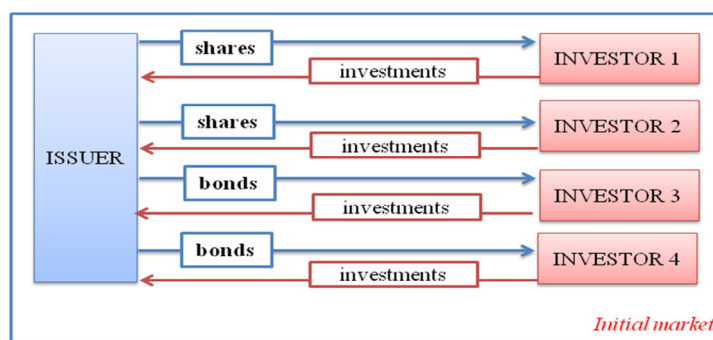 shares
INVESTOR 1
investments
shares
INVESTOR 2
investments
ISSUER
bonds
INVESTOR 3
investments
bonds
INVESTOR 4
investments
Initial market